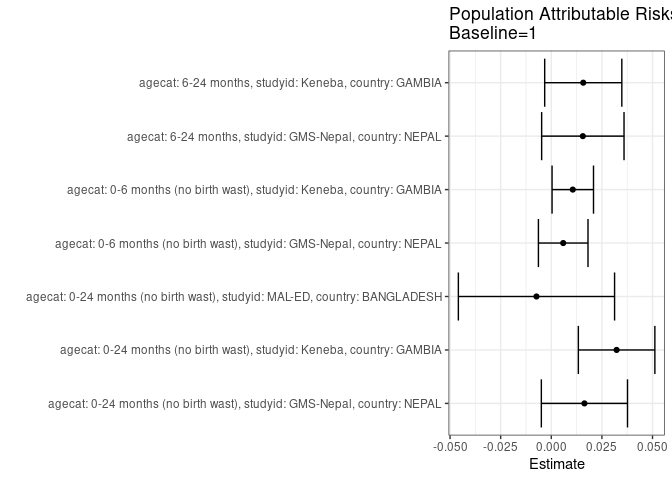 Population Attributable Risks
Baseline=1
agecat: 6-24 months, studyid: Keneba, country: GAMBIA
agecat: 6-24 months, studyid: GMS-Nepal, country: NEPAL
agecat: 0-6 months (no birth wast), studyid: Keneba, country: GAMBIA
agecat: 0-6 months (no birth wast), studyid: GMS-Nepal, country: NEPAL
agecat: 0-24 months (no birth wast), studyid: MAL-ED, country: BANGLADESH
agecat: 0-24 months (no birth wast), studyid: Keneba, country: GAMBIA
agecat: 0-24 months (no birth wast), studyid: GMS-Nepal, country: NEPAL
-0.050 -0.025 0.000 0.025 0.050
Estimate